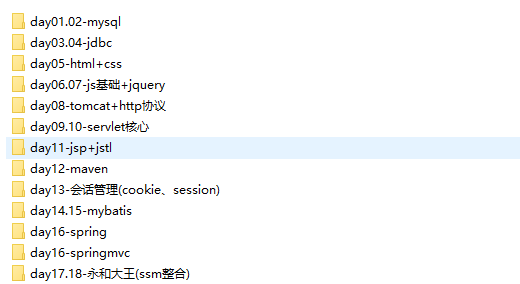 day01.02-mysql
day03.04-jdbc
day05-html+css
day06.07-js基础+jquery
day08-tomcat+http协议
day09.10-servlet核心
day11-jsp+jstl
day12-maven
day13-会话管理(cookie、session)
day14.15-mybatis
day16-spring
day16-springmvc
day17.18-永和大王(ssm整合)